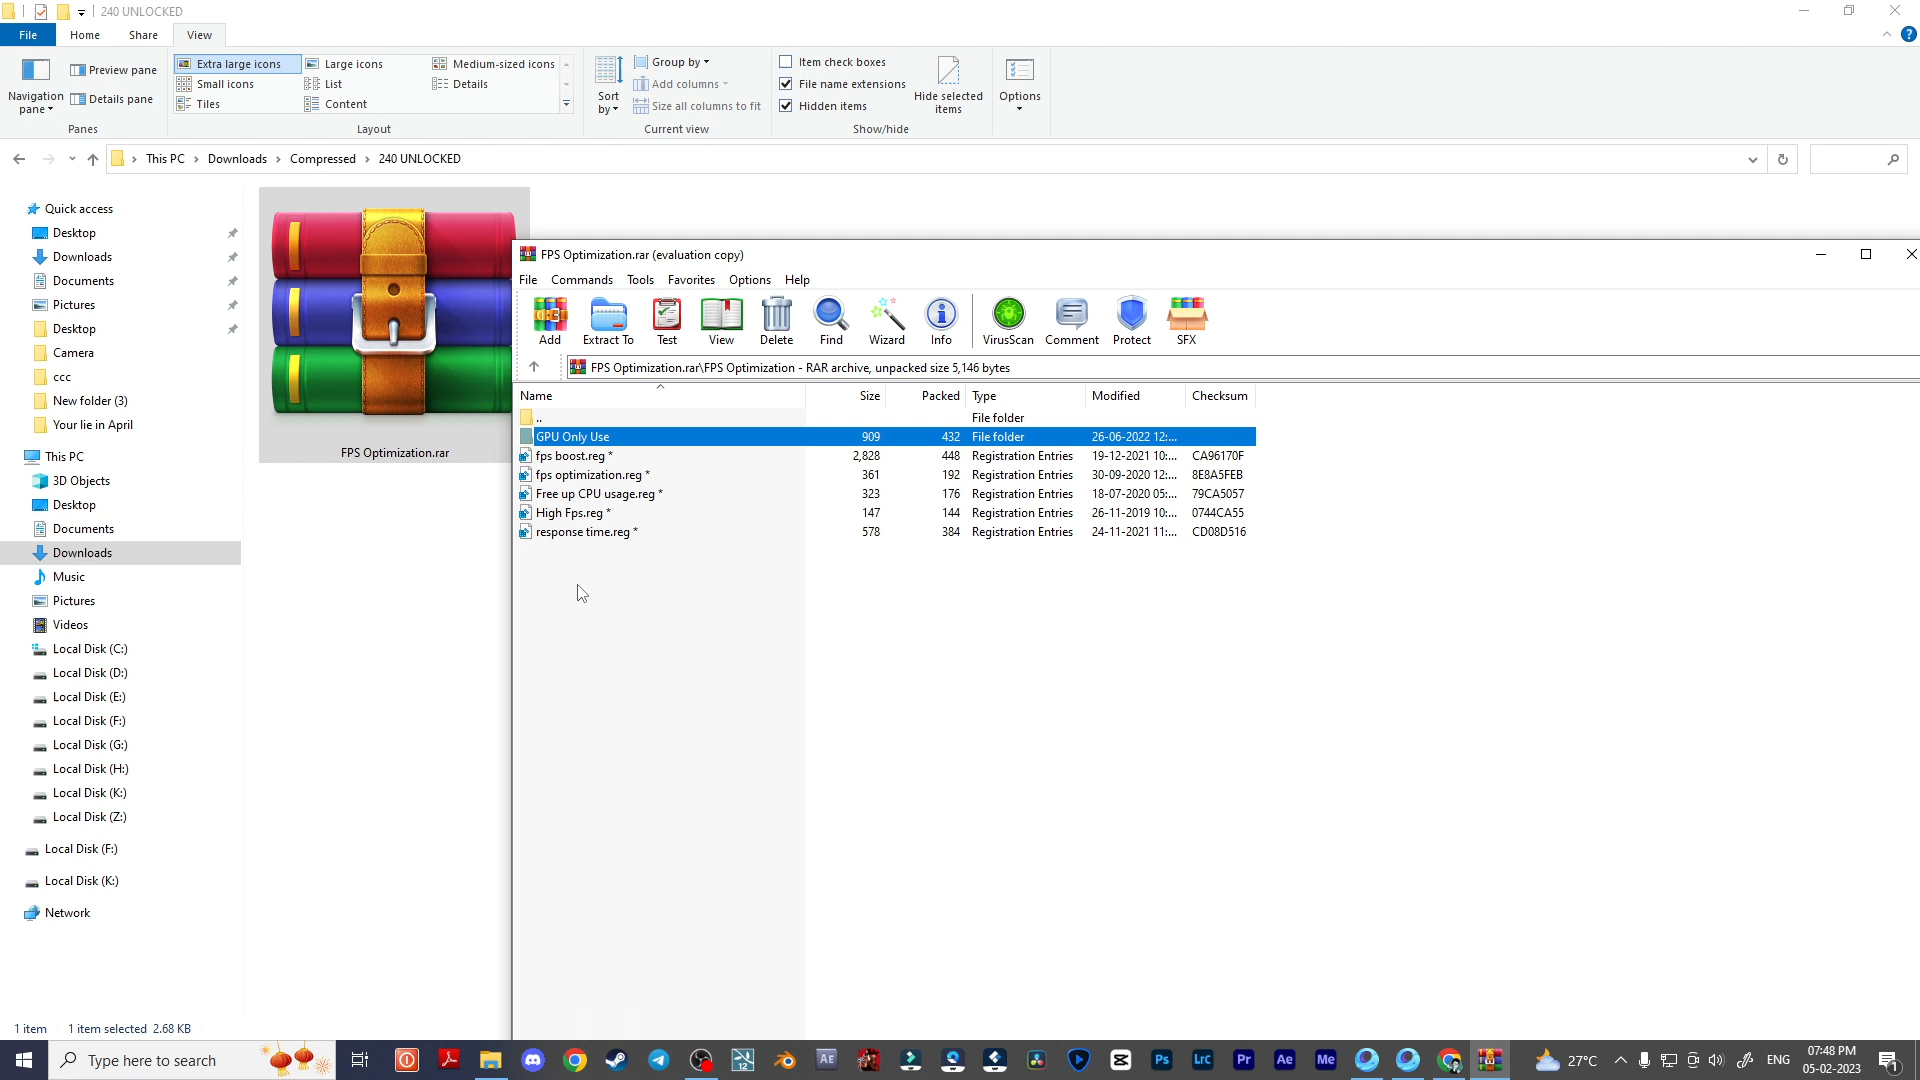 240 UNLOCKED
File Home Share View
Navigation pane
Preview pane
Details pane
Panes
Extra large icons Large icons Medium-sized icons
Small icons List Details
Tiles Content
Layout
Sort by
Group by
Add columns
Size all columns to fit
Current view
Item check boxes
File name extensions
Hidden items
Hide selected items
Show/hide
Options
This PC Downloads Compressed 240 UNLOCKED
Quick access
Desktop
Downloads
Documents
Pictures
Desktop
Camera
ccc
New folder (3)
Your lie in April
This PC
3D Objects
Desktop
Documents
Downloads
Music
Pictures
Videos
Local Disk (C:)
Local Disk (D:)
Local Disk (E:)
Local Disk (F:)
Local Disk (G:)
Local Disk (H:)
Local Disk (K:)
Local Disk (Z:)
Local Disk (F:)
Local Disk (K:)
Network
FPS Optimization.rar
FPS Optimization.rar (evaluation copy)
File Commands Tools Favorites Options Help
Add Extract To Test View Delete Find Wizard Info VirusScan Comment Protect SFX
FPS Optimization.rar\FPS Optimization - RAR archive, unpacked size 5,146 bytes
Name Size Packed Type Modified Checksum
.. File folder
GPU Only Use 909 432 File folder 26-06-2022 12:...
fps boost.reg * 2,828 448 Registration Entries 19-12-2021 10:... CA96170F
fps optimization.reg * 361 192 Registration Entries 30-09-2020 12:... 8E8A5FEB
Free up CPU usage.reg * 323 176 Registration Entries 18-07-2020 05:... 79CA5057
High Fps.reg * 147 144 Registration Entries 26-11-2019 10:... 0744CA55
response time.reg * 578 384 Registration Entries 24-11-2021 11:... CD08D516
1 item 1 item selected 2.68 KB
Type here to search
12 AE Ps LrC Pr Ae Me
27°C ENG
07:48 PM
05-02-2023
1